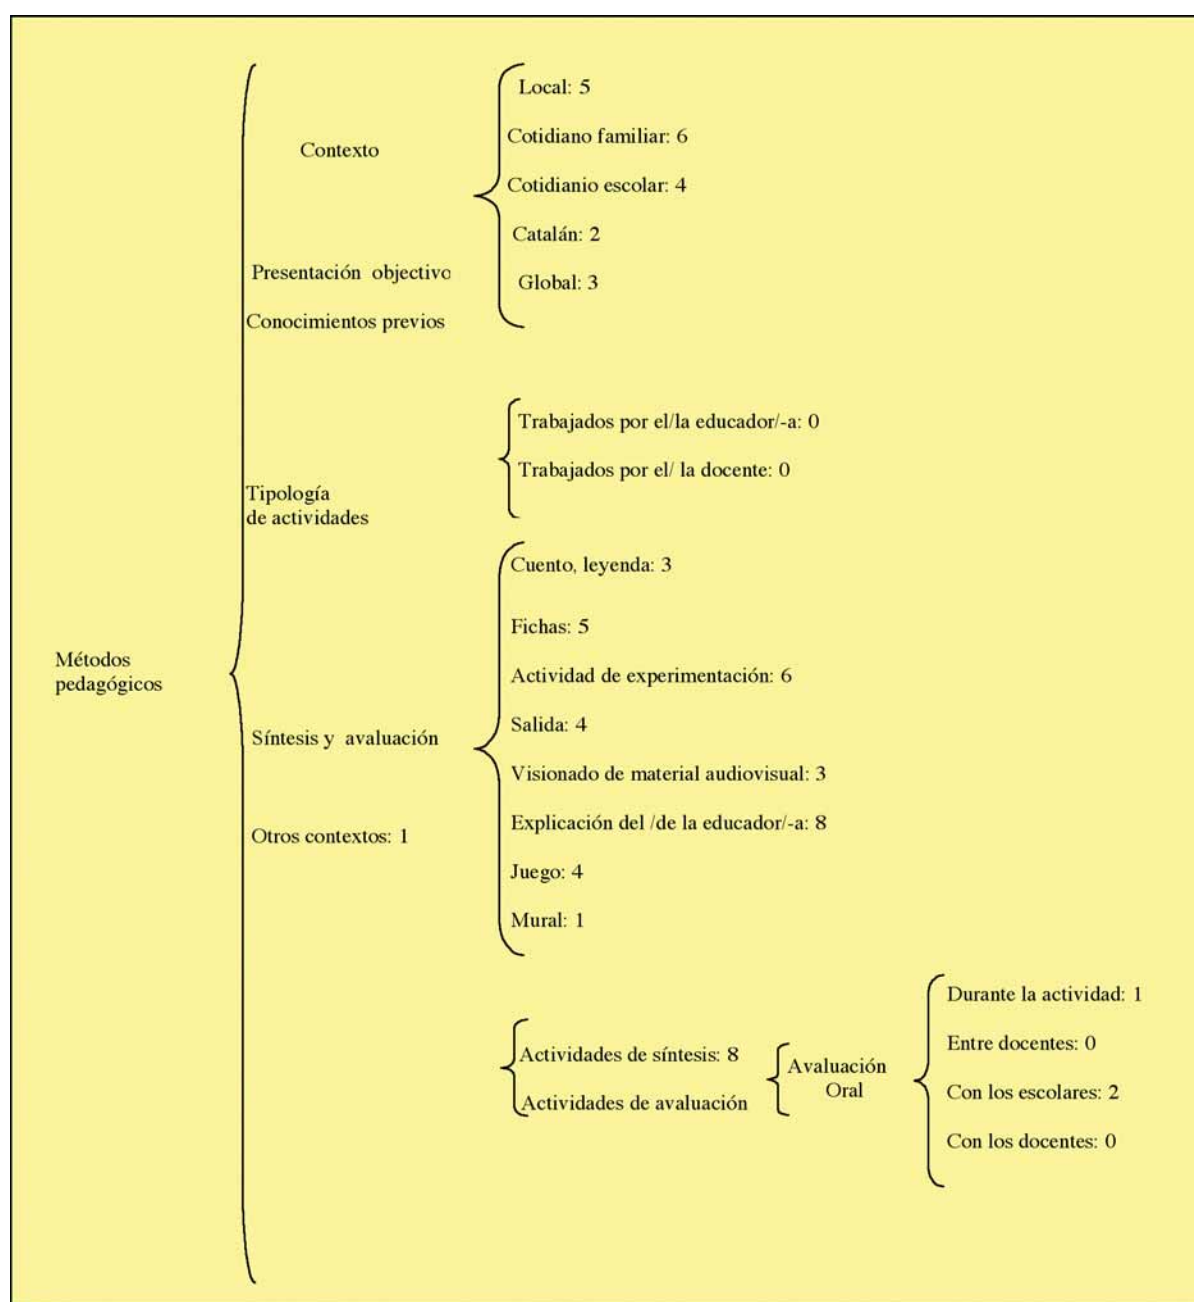 Métodos
pedagógicos
Contexto
Local: 5
Cotidiano familiar: 6
Cotidianio escolar: 4
Catalán: 2
Global: 3
Presentación objectivo
Conocimientos previos
Trabajados por el/la educador/-a: 0
Trabajados por el/ la docente: 0
Tipología
de actividades
Cuento, leyenda: 3
Fichas: 5
Actividad de experimentación: 6
Salida: 4
Visionado de material audiovisual: 3
Explicación del /de la educador/-a: 8
Juego: 4
Mural: 1
Síntesis y avaluación
Otros contextos: 1
Actividades de síntesis: 8
Actividades de avaluación
Avaluación
Oral
Durante la actividad: 1
Entre docentes: 0
Con los escolares: 2
Con los docentes: 0